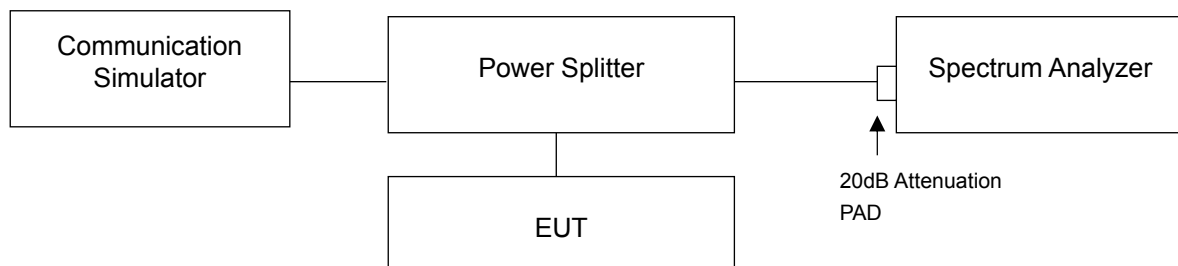 Communication
Simulator
Power Splitter
Spectrum Analyzer
20dB Attenuation
PAD
EUT